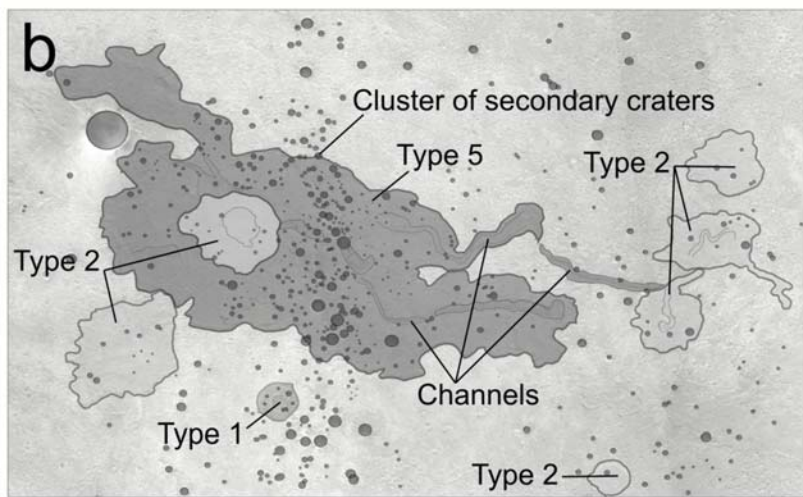 b
Cluster of secondary craters
Type 5
Type 2
Type 2
Type 1
Channels
Type 2